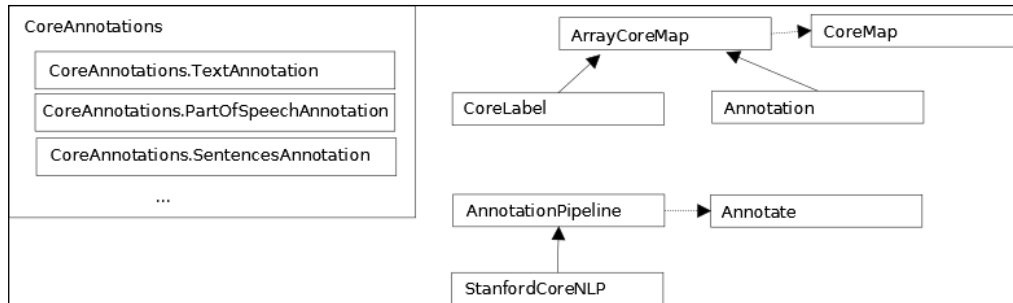 CoreAnnotations
CoreAnnotations.TextAnnotation
CoreAnnotations.PartOfSpeechAnnotation
CoreAnnotations.SentencesAnnotation
...
ArrayCoreMap
CoreMap
CoreLabel
Annotation
AnnotationPipeline
Annotate
StanfordCoreNLP